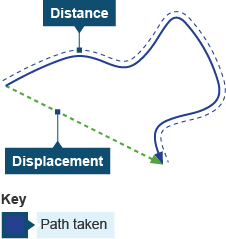 Distance
Displacement
Key
Path taken